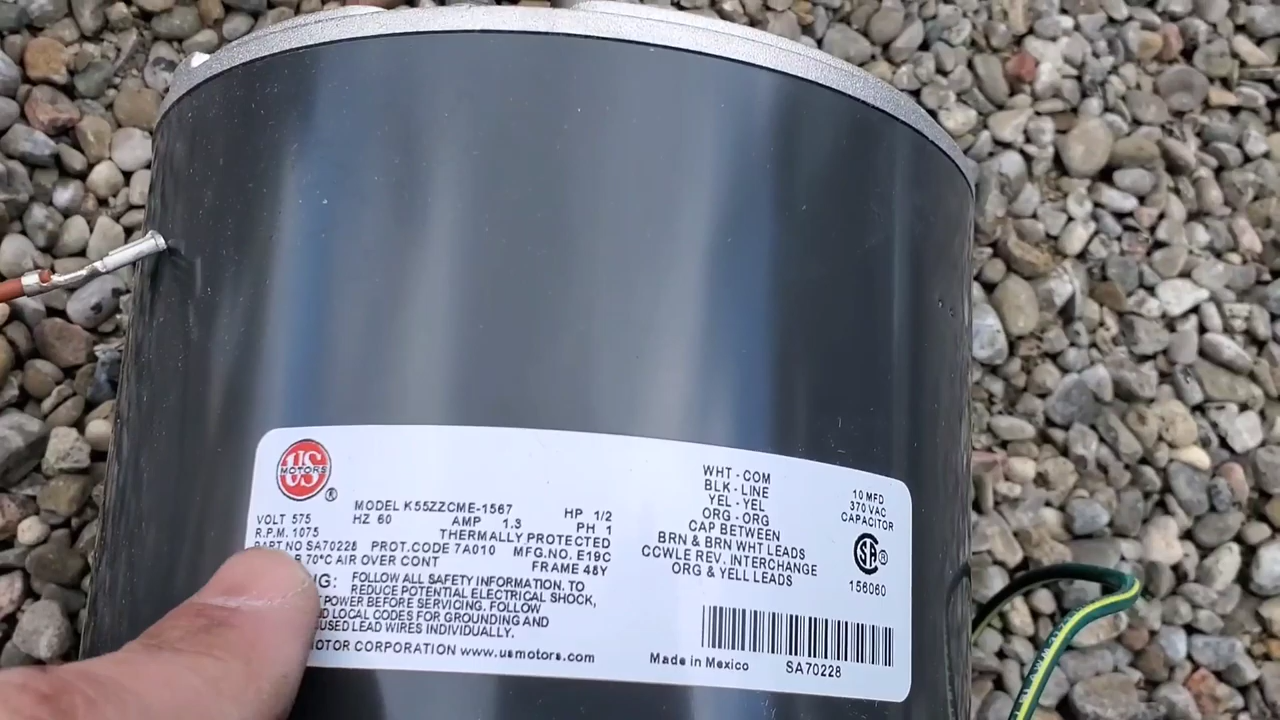 US
MOTORS
®
MODEL K55ZZCME-1567 HP 1/2
VOLT 575 HZ 60 AMP 1.3 PH 1
R.P.M. 1075 THERMALLY PROTECTED
PART NO SA70228 PROT.CODE 7A010 MFG.NO. E19C
70°C AIR OVER CONT FRAME 48Y
FOLLOW ALL SAFETY INFORMATION. TO
REDUCE POTENTIAL ELECTRICAL SHOCK,
POWER BEFORE SERVICING. FOLLOW
LOCAL CODES FOR GROUNDING AND
LEAD WIRES INDIVIDUALLY.
CORPORATION www.usmotors.com
WHT - COM
BLK - LINE
YEL - YEL
ORG - ORG
CAP BETWEEN
BRN & BRN WHT LEADS
CCWLE REV. INTERCHANGE
ORG & YELL LEADS
10 MFD
370 VAC
CAPACITOR
SA®
156060
Made in Mexico SA70228